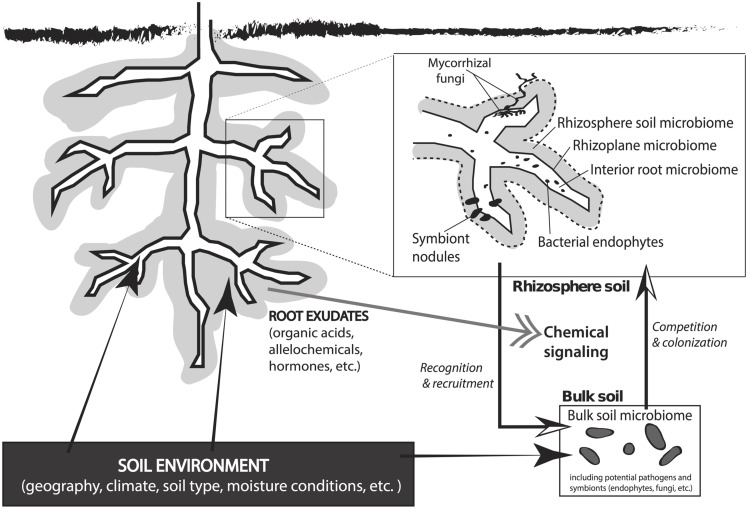 Mycorrhizal
fungi
Rhizosphere soil microbiome
Rhizoplane microbiome
Interior root microbiome
Symbiont
nodules
Bacterial endophytes
Rhizosphere soil
ROOT EXUDATES
(organic acids,
allelochemicals,
hormones, etc.)
Chemical
signaling
Competition
& colonization
Recognition
& recruitment
Bulk soil
Bulk soil microbiome
including potential pathogens and
symbionts (endophytes, fungi, etc.)
SOIL ENVIRONMENT
(geography, climate, soil type, moisture conditions, etc. )